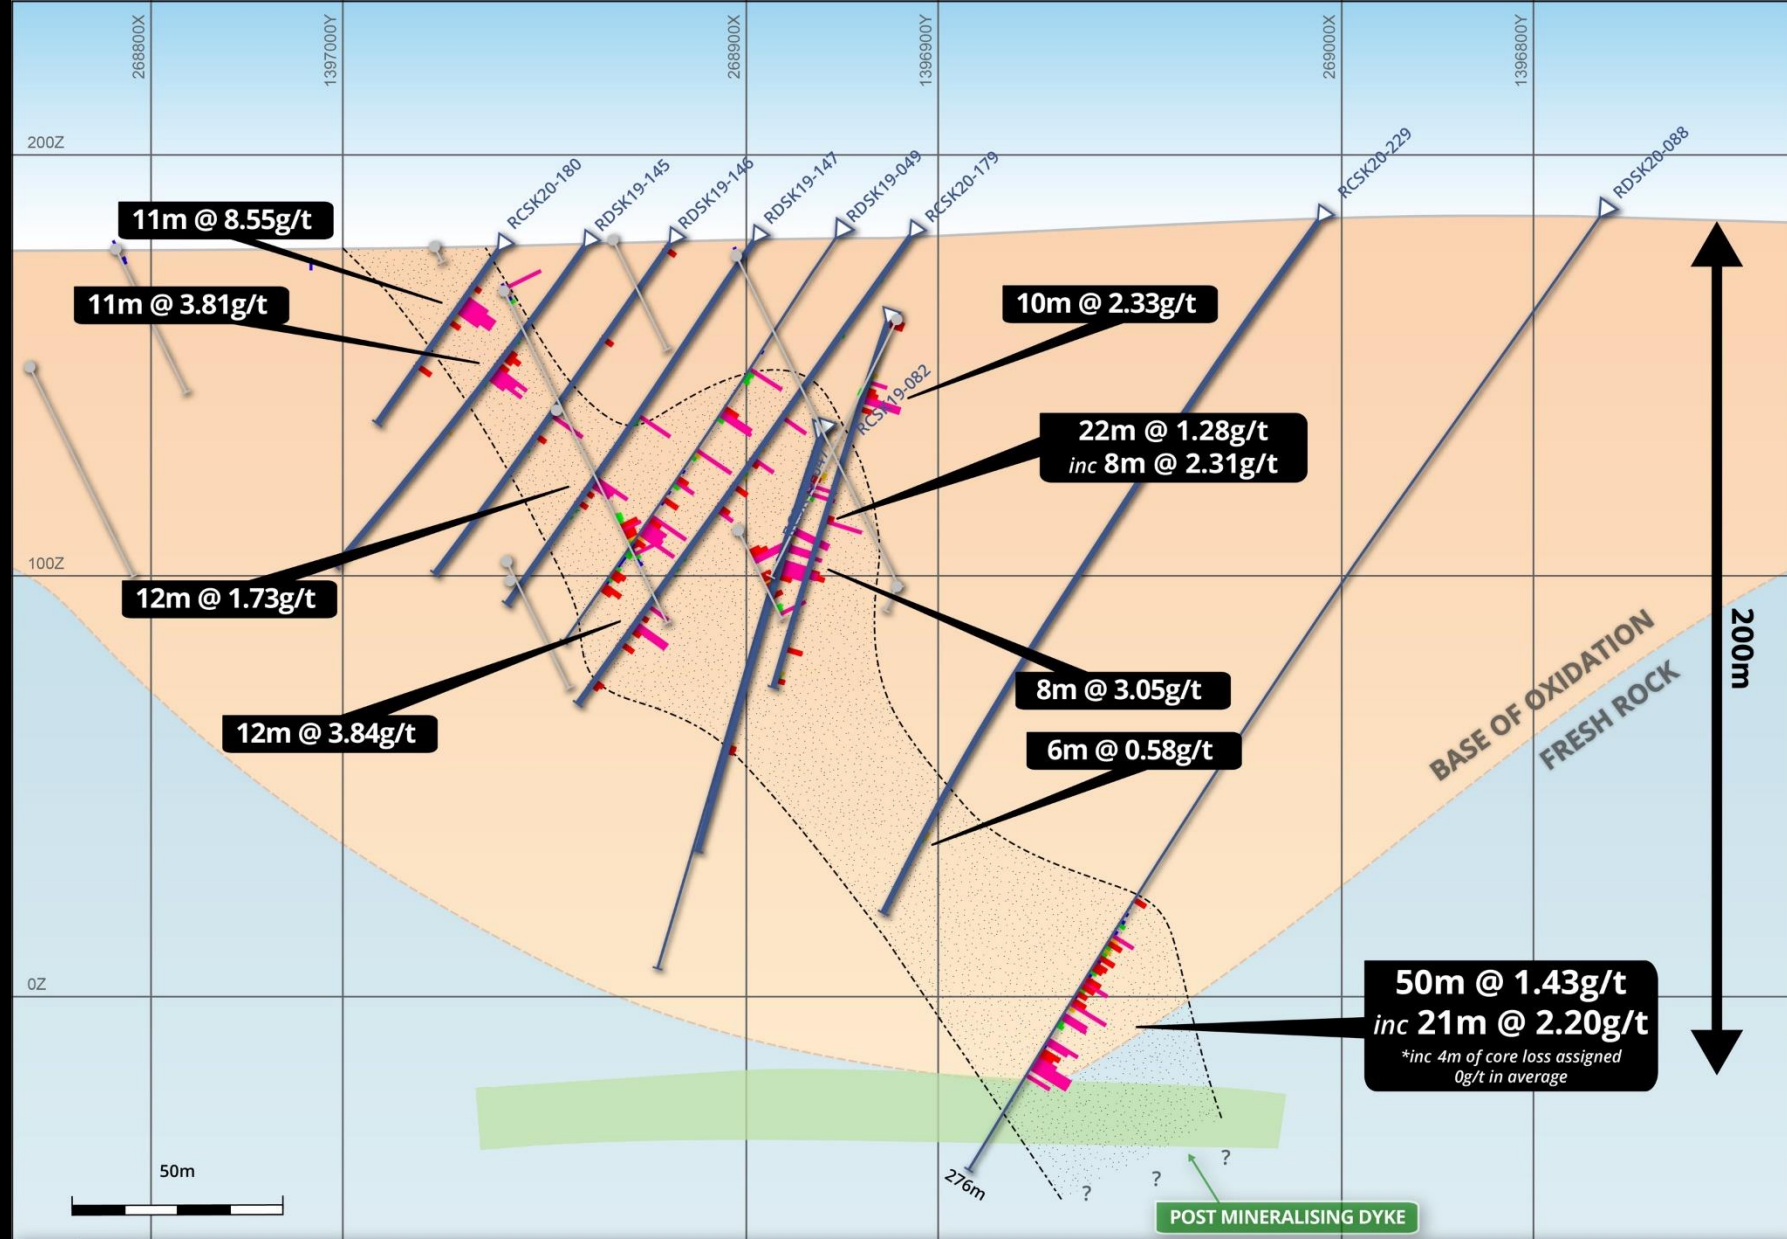 268800X
1397000Y
268900X
1396900Y
269000X
1396800Y
200Z
RCSK20-180
RDSK19-145
RDSK19-146
RDSK19-147
RDSK19-049
RCSK20-179
RCSK20-229
RDSK20-088
11m @ 8.55g/t
11m @ 3.81g/t
10m @ 2.33g/t
RCSK19-082
22m @ 1.28g/t
inc 8m @ 2.31g/t
100Z
12m @ 1.73g/t
200m
BASE OF OXIDATION
FRESH ROCK
8m @ 3.05g/t
12m @ 3.84g/t
6m @ 0.58g/t
0Z
50m @ 1.43g/t
inc 21m @ 2.20g/t
*inc 4m of core loss assigned
0g/t in average
50m
276m
?
?
?
POST MINERALISING DYKE